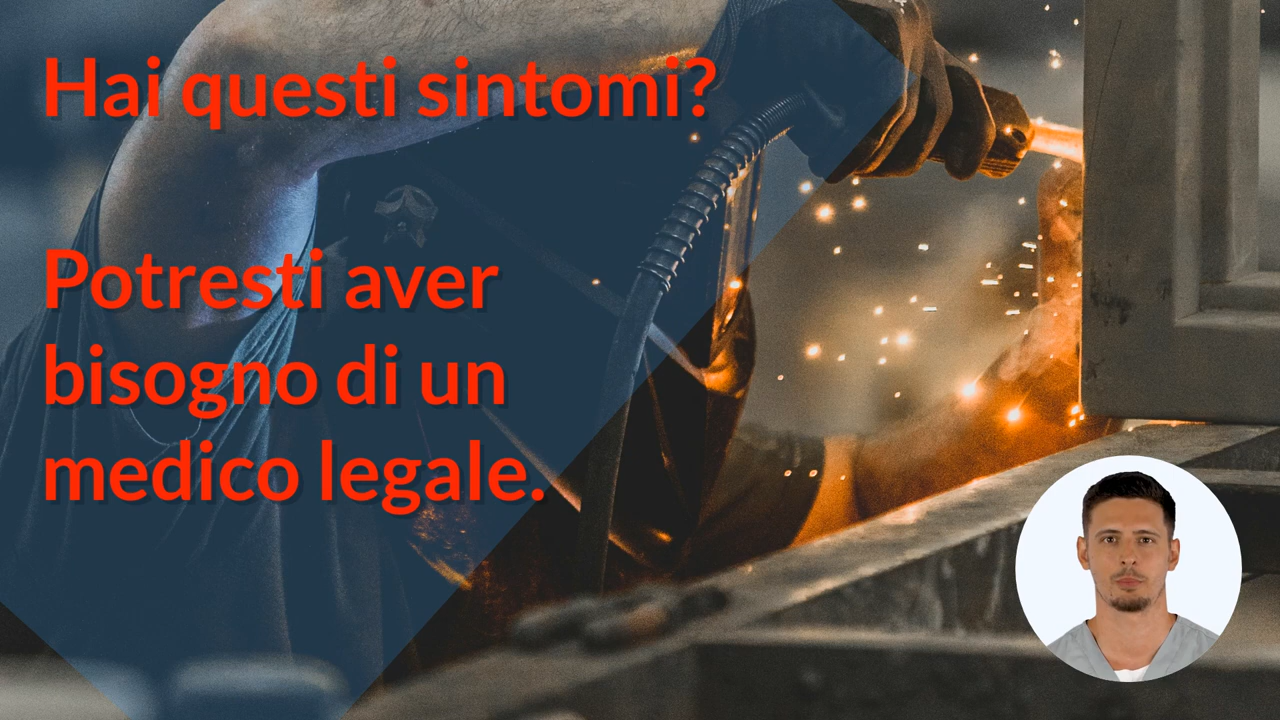 Hai questi sintomi?
Potresti aver
bisogno di un
medico legale.